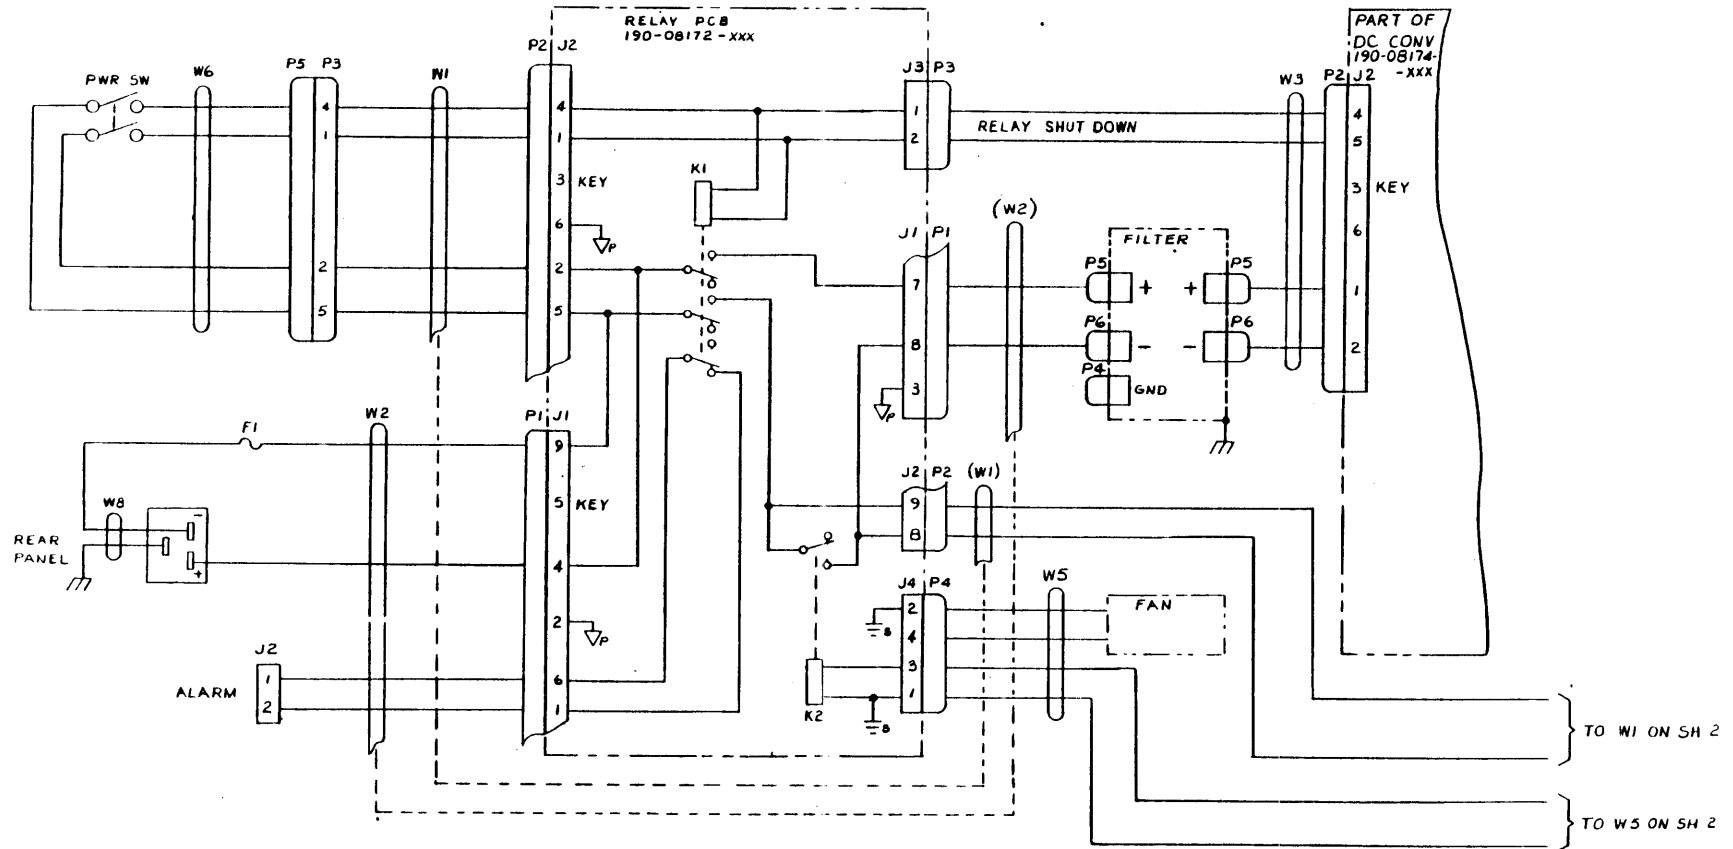 RELAY PCB
190-08172-XXX
PART OF
DC CONV
190-08174-
-XXX
PWR SW
W6
P5 P3
W1
P2 J2
J3 P3
W3
P2 J2
4
1
2
5
4
1
3 KEY
6
P
2
5
K1
1
2
RELAY SHUT DOWN
4
5
3 KEY
6
1
2
(W2)
J1 P1
7
8
3
P
FILTER
P5
+
+
P5
P6
-
-
P6
P4
GND
F1
W2
P1 J1
9
5 KEY
4
2
P
6
1
W8
REAR
PANEL
-
+
J2
ALARM
1
2
J2 P2
(W1)
9
8
J4 P4
W5
2
4
3
1
B
B
K2
FAN
TO W1 ON SH 2
TO W5 ON SH 2